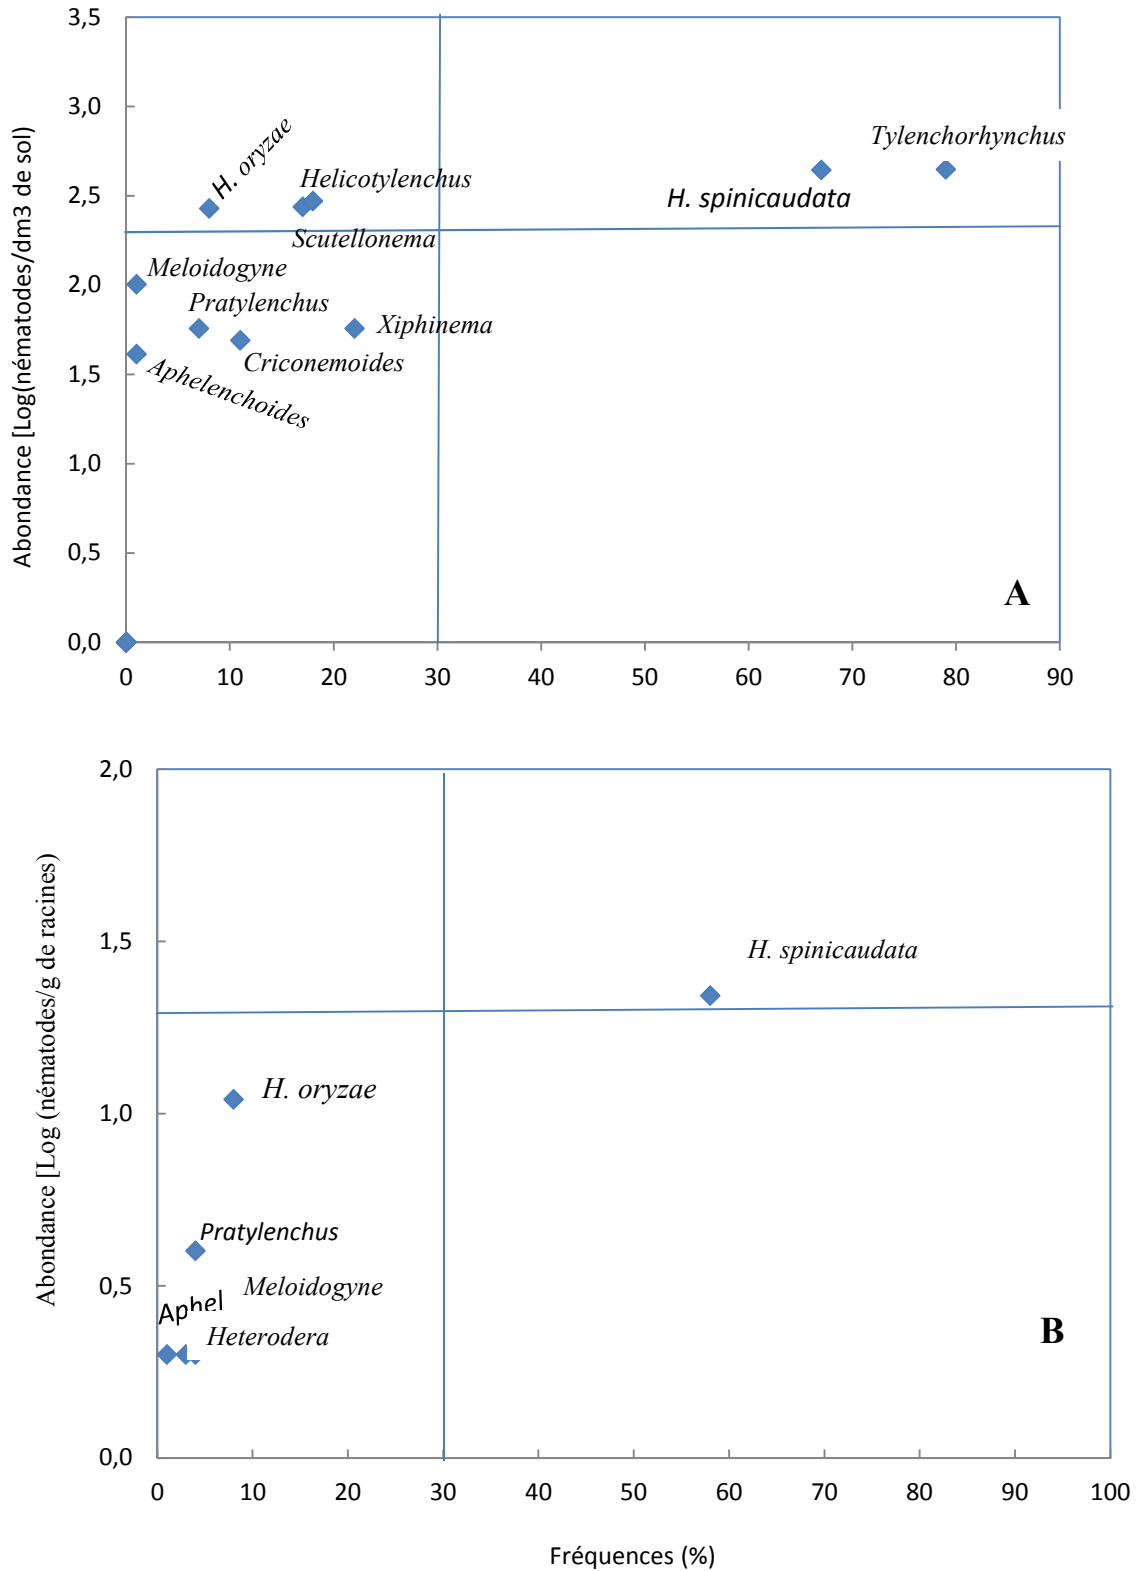 Abondance [Log(nématodes/dm3 de sol)
3,5
3,0
2,5
2,0
1,5
1,0
0,5
0,0
H. oryzae
Helicotylenchus
Scutellonema
Tylenchorhynchus
H. spinicaudata
Meloidogyne
Pratylenchus
Xiphinema
Criconemoides
Aphelenchoides
A
0 10 20 30 40 50 60 70 80 90
Abondance [Log (nématodes/g de racines)
2,0
1,5
1,0
0,5
0,0
H. spinicaudata
H. oryzae
Pratylenchus
Meloidogyne
Aphel
Heterodera
B
0 10 20 30 40 50 60 70 80 90 100
Fréquences (%)